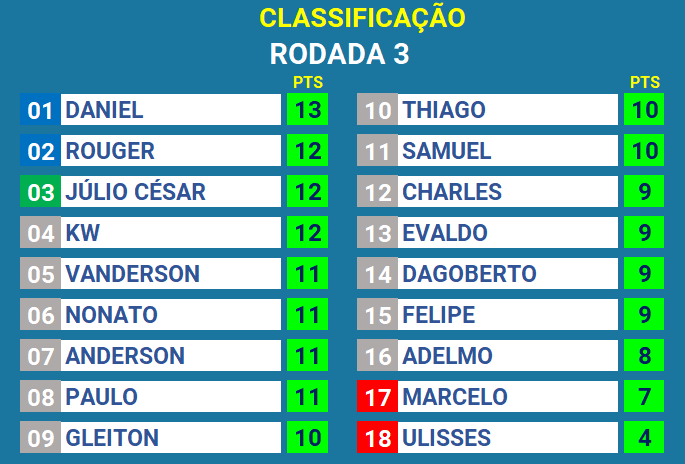 CLASSIFICAÇÃO
RODADA 3
PTS
01 DANIEL 13
02 ROUGER 12
03 JÚLIO CÉSAR 12
04 KW 12
05 VANDERSON 11
06 NONATO 11
07 ANDERSON 11
08 PAULO 11
09 GLEITON 10
PTS
10 THIAGO 10
11 SAMUEL 10
12 CHARLES 9
13 EVALDO 9
14 DAGOBERTO 9
15 FELIPE 9
16 ADELMO 8
17 MARCELO 7
18 ULISSES 4